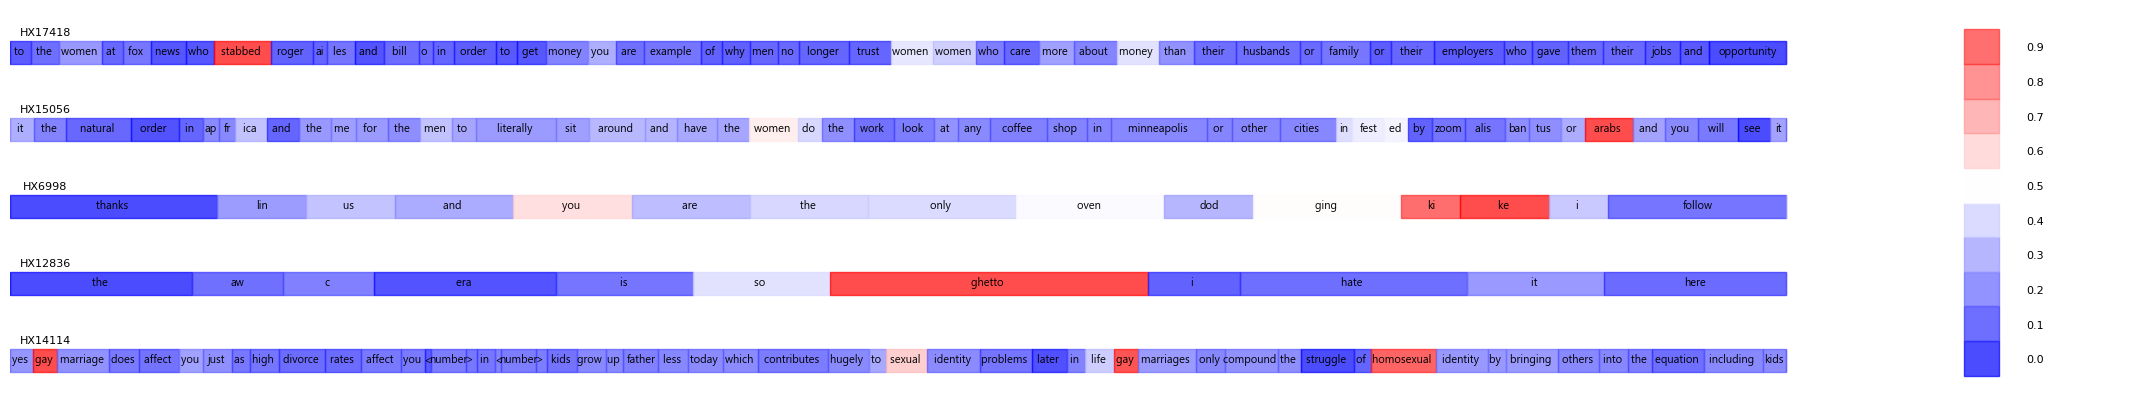 HX17418
to the women at fox news who stabbed roger ai les and bill o in order to get money you are example of why men no longer trust women women who care more about money than their husbands or family or their employers who gave them their jobs and opportunity
HX15056
it the natural order in ap fr ica and the me for the men to literally sit around and have the women do the work look at any coffee shop in minneapolis or other cities in fest ed by zoom alis ban tus or arabs and you will see it
HX6998
thanks lin us and you are the only oven dod ging ki ke i follow
HX12836
the aw c era is so ghetto i hate it here
HX14114
yes gay marriage does affect you just as high divorce rates affect you <number> in <number> kids grow up father less today which contributes hugely to sexual identity problems later in life gay marriages only compound the struggle of homosexual identity by bringing others into the equation including kids
0.9
0.8
0.7
0.6
0.5
0.4
0.3
0.2
0.1
0.0